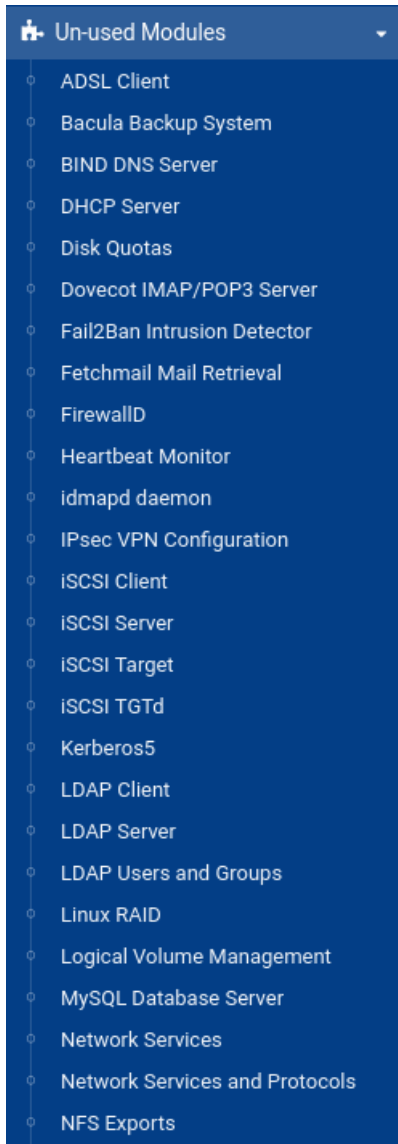 Un-used Modules
ADSL Client
Bacula Backup System
BIND DNS Server
DHCP Server
Disk Quotas
Dovecot IMAP/POP3 Server
Fail2Ban Intrusion Detector
Fetchmail Mail Retrieval
FirewallD
Heartbeat Monitor
idmapd daemon
IPsec VPN Configuration
iSCSI Client
iSCSI Server
iSCSI Target
iSCSI TGTd
Kerberos5
LDAP Client
LDAP Server
LDAP Users and Groups
Linux RAID
Logical Volume Management
MySQL Database Server
Network Services
Network Services and Protocols
NFS Exports